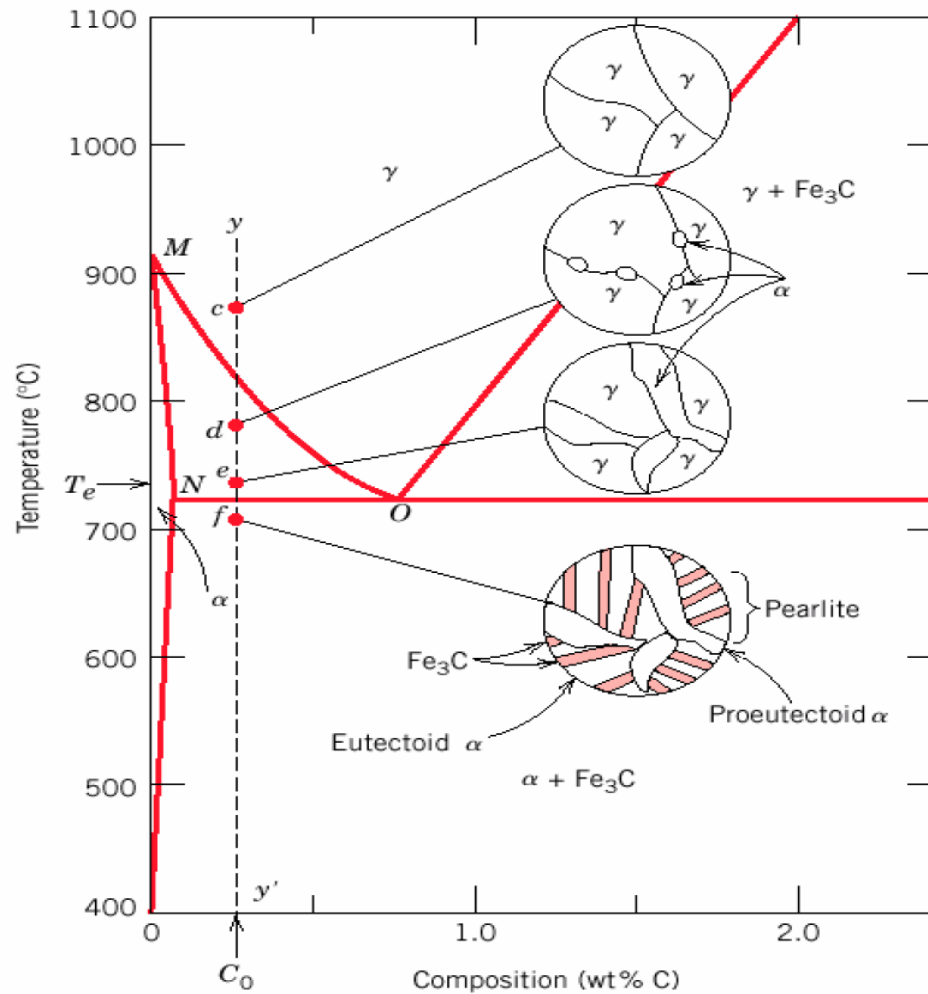 1100
γ
γ
γ
γ
1000
γ
γ + Fe₃C
y
γ
γ
M
900
c
γ
γ
α
800
d
γ
γ
e
γ
γ
Tₑ
N
O
f
700
α
Pearlite
600
Fe₃C
Proeutectoid α
Eutectoid α
α + Fe₃C
500
y'
400
0
1.0
2.0
C₀
Composition (wt% C)
Temperature (°C)